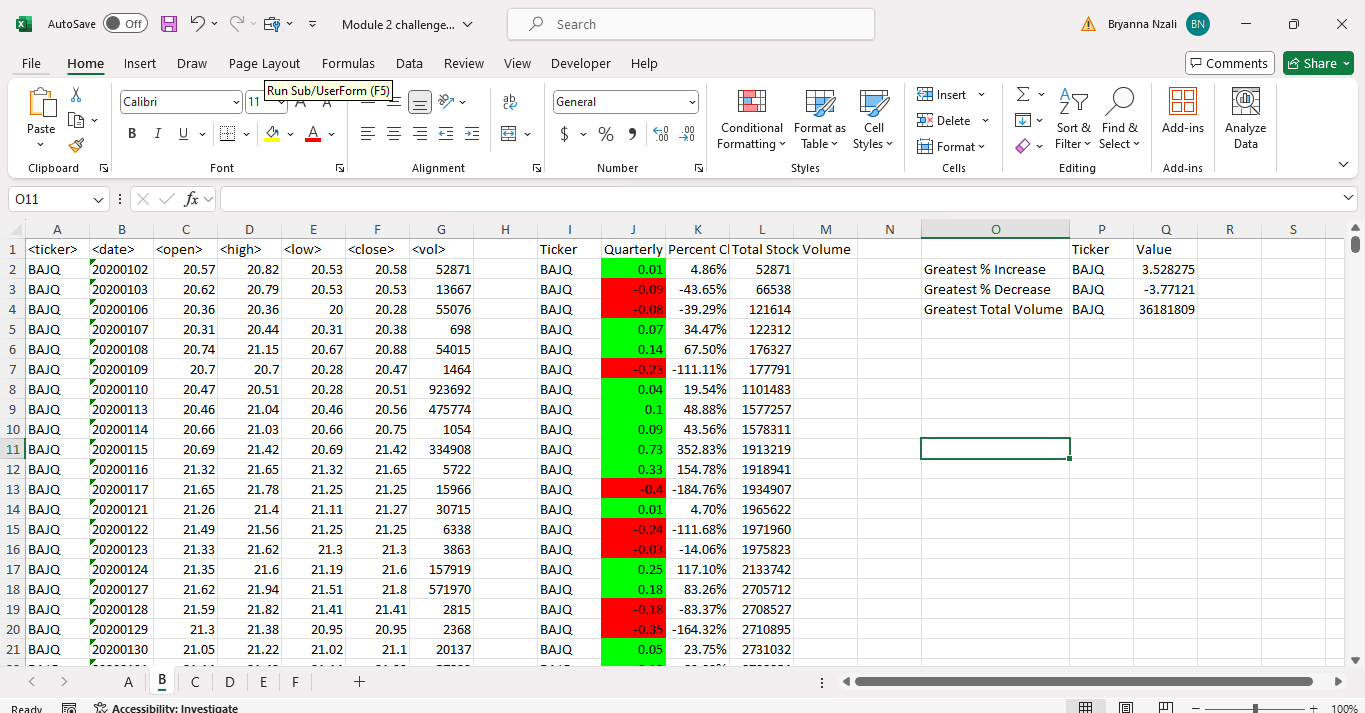 AutoSave Off Module 2 challenge... Search Bryanna Nzali BN
File Home Insert Draw Page Layout Formulas Data Review View Developer Help Comments Share
Run Sub/UserForm (F5)
Paste Calibri 11 ab General Conditional Formatting Format as Table Cell Styles Insert Delete Format Sort & Filter Find & Select Add-ins Analyze Data
B I U A $ %
Clipboard Font Alignment Number Styles Cells Editing Add-ins
O11 fx
A B C D E F G H I J K L M N O P Q R S
1 <ticker> <date> <open> <high> <low> <close> <vol> Ticker Quarterly Percent Cl Total Stock Volume Ticker Value
2 BAJQ 20200102 20.57 20.82 20.53 20.58 52871 BAJQ 0.01 4.86% 52871 Greatest % Increase BAJQ 3.528275
3 BAJQ 20200103 20.62 20.79 20.53 20.53 13667 BAJQ -0.09 -43.65% 66538 Greatest % Decrease BAJQ -3.77121
4 BAJQ 20200106 20.36 20.36 20 20.28 55076 BAJQ -0.08 -39.29% 121614 Greatest Total Volume BAJQ 36181809
5 BAJQ 20200107 20.31 20.44 20.31 20.38 698 BAJQ 0.07 34.47% 122312
6 BAJQ 20200108 20.74 21.15 20.67 20.88 54015 BAJQ 0.14 67.50% 176327
7 BAJQ 20200109 20.7 20.7 20.28 20.47 1464 BAJQ -0.23 -111.11% 177791
8 BAJQ 20200110 20.47 20.51 20.28 20.51 923692 BAJQ 0.04 19.54% 1101483
9 BAJQ 20200113 20.46 21.04 20.46 20.56 475774 BAJQ 0.1 48.88% 1577257
10 BAJQ 20200114 20.66 21.03 20.66 20.75 1054 BAJQ 0.09 43.56% 1578311
11 BAJQ 20200115 20.69 21.42 20.69 21.42 334908 BAJQ 0.73 352.83% 1913219
12 BAJQ 20200116 21.32 21.65 21.32 21.65 5722 BAJQ 0.33 154.78% 1918941
13 BAJQ 20200117 21.65 21.78 21.25 21.25 15966 BAJQ -0.4 -184.76% 1934907
14 BAJQ 20200121 21.26 21.4 21.11 21.27 30715 BAJQ 0.01 4.70% 1965622
15 BAJQ 20200122 21.49 21.56 21.25 21.25 6338 BAJQ -0.24 -111.68% 1971960
16 BAJQ 20200123 21.33 21.62 21.3 21.3 3863 BAJQ -0.03 -14.06% 1975823
17 BAJQ 20200124 21.35 21.6 21.19 21.6 157919 BAJQ 0.25 117.10% 2133742
18 BAJQ 20200127 21.62 21.94 21.51 21.8 571970 BAJQ 0.18 83.26% 2705712
19 BAJQ 20200128 21.59 21.82 21.41 21.41 2815 BAJQ -0.18 -83.37% 2708527
20 BAJQ 20200129 21.3 21.38 20.95 20.95 2368 BAJQ -0.35 -164.32% 2710895
21 BAJQ 20200130 21.05 21.22 21.02 21.1 20137 BAJQ 0.05 23.75% 2731032
A B C D E F
Ready Accessibility: Investigate 100%